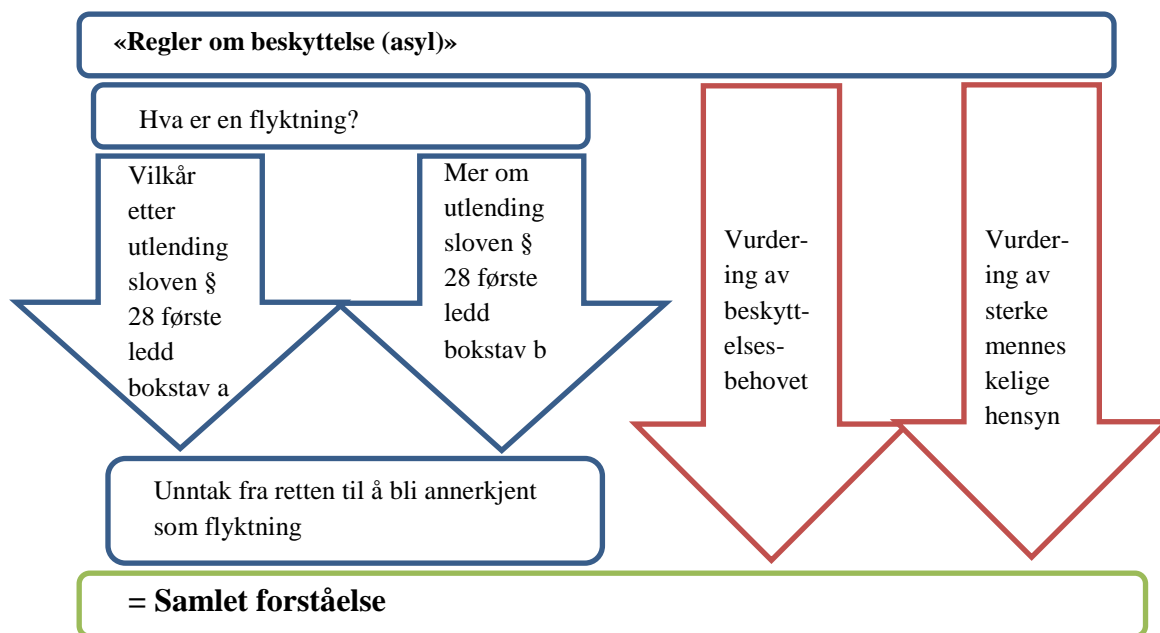 «Regler om beskyttelse (asyl)»
Hva er en flyktning?
Vilkår
etter
utlending
sloven §
28 første
ledd
bokstav a
Mer om
utlending
sloven §
28 første
ledd
bokstav b
Vurder-
ing av
beskytt-
elses-
behovet
Vurder-
ing av
sterke
mennes
kelige
hensyn
Unntak fra retten til å bli annerkjent
som flyktning
= Samlet forståelse